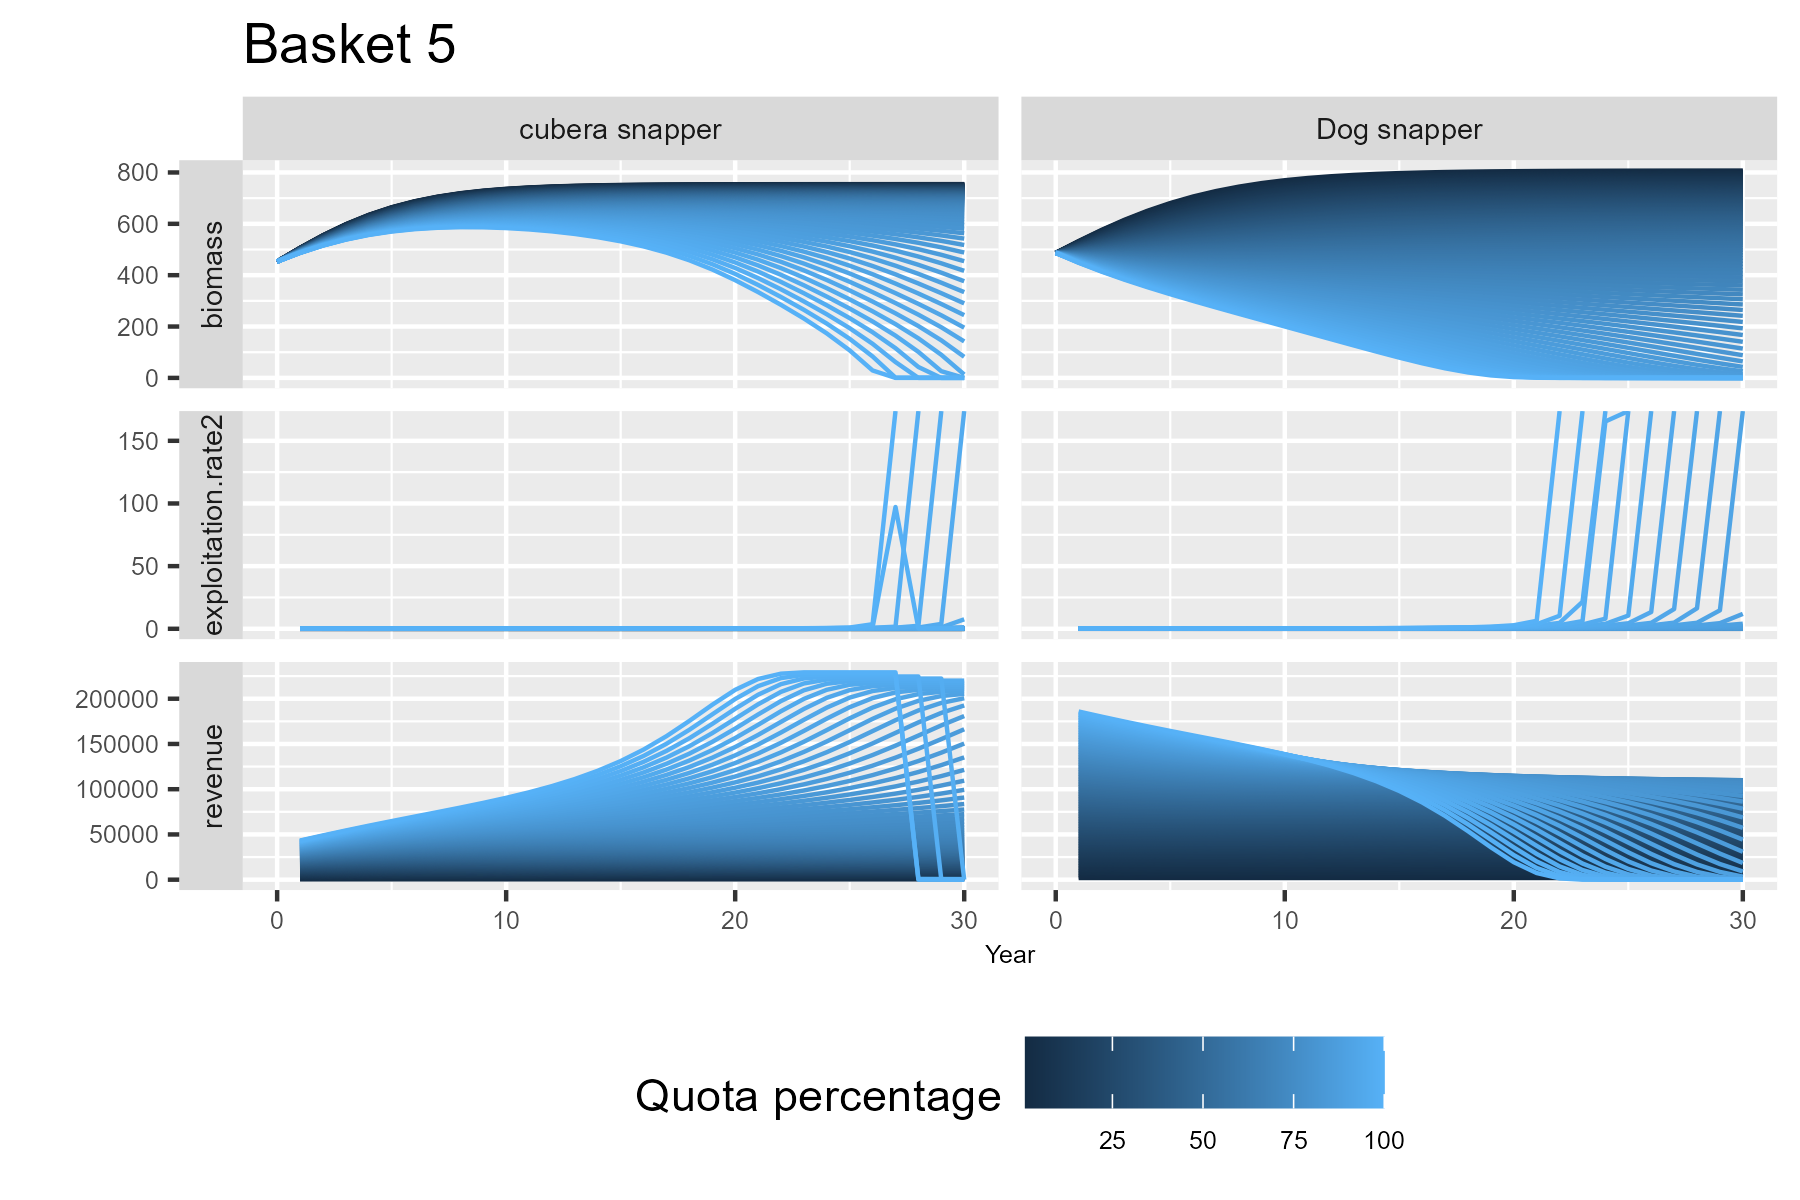 Basket 5
cubera snapper
Dog snapper
biomass
800
600
400
200
0
exploitation.rate2
150
100
50
0
revenue
200000
150000
100000
50000
0
0 10 20 30
0 10 20 30
Year
Quota percentage
25 50 75 100